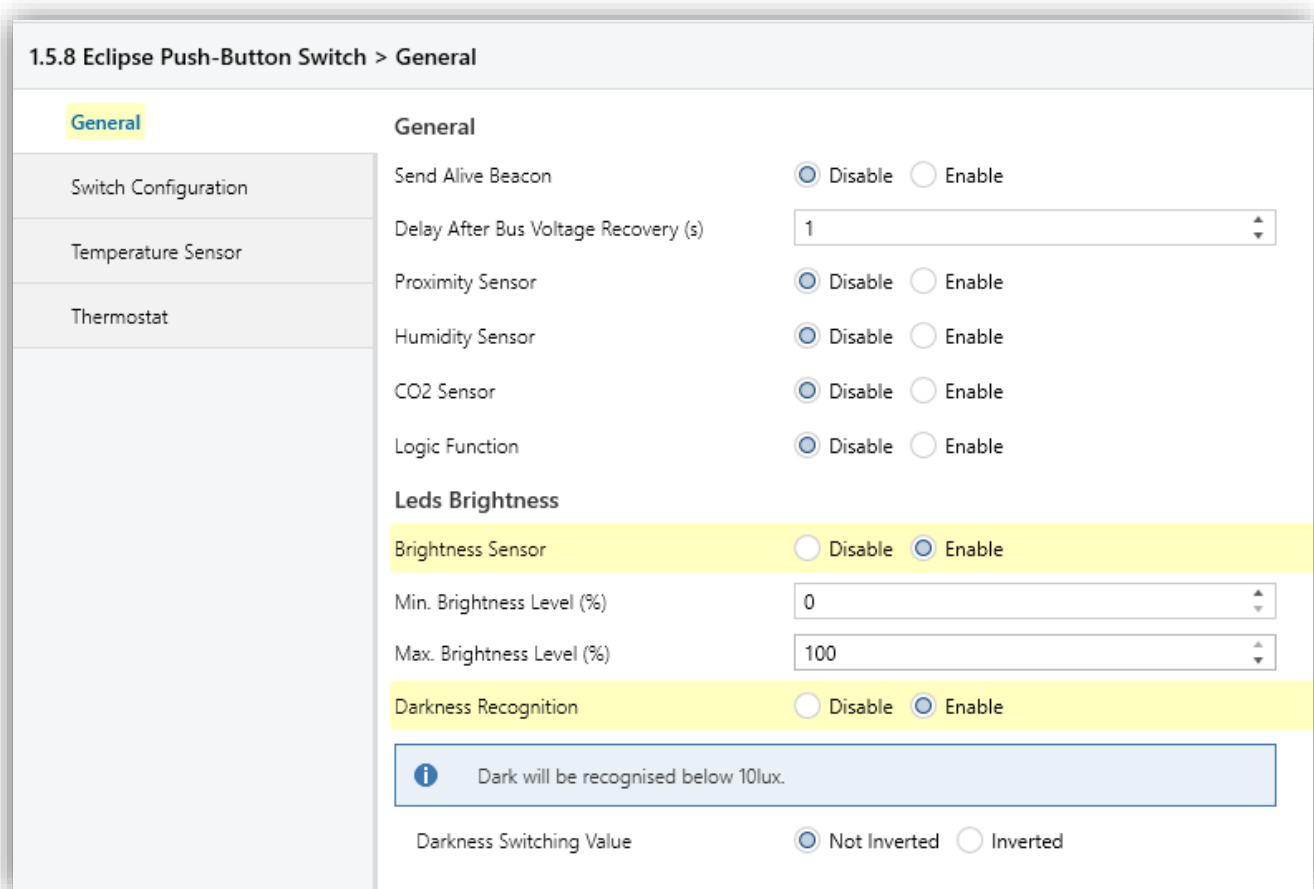 1.5.8 Eclipse Push-Button Switch > General
General
Switch Configuration
Temperature Sensor
Thermostat
General
Send Alive Beacon Disable Enable
Delay After Bus Voltage Recovery (s) 1
Proximity Sensor Disable Enable
Humidity Sensor Disable Enable
CO2 Sensor Disable Enable
Logic Function Disable Enable
Leds Brightness
Brightness Sensor Disable Enable
Min. Brightness Level (%) 0
Max. Brightness Level (%) 100
Darkness Recognition Disable Enable
Dark will be recognised below 10lux.
Darkness Switching Value Not Inverted Inverted